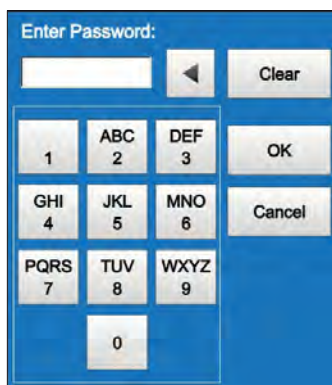 Enter Password:
Clear
ABC DEF
1 2 3
OK
GHI JKL MNO
4 5 6
Cancel
PQRS TUV WXYZ
7 8 9
0